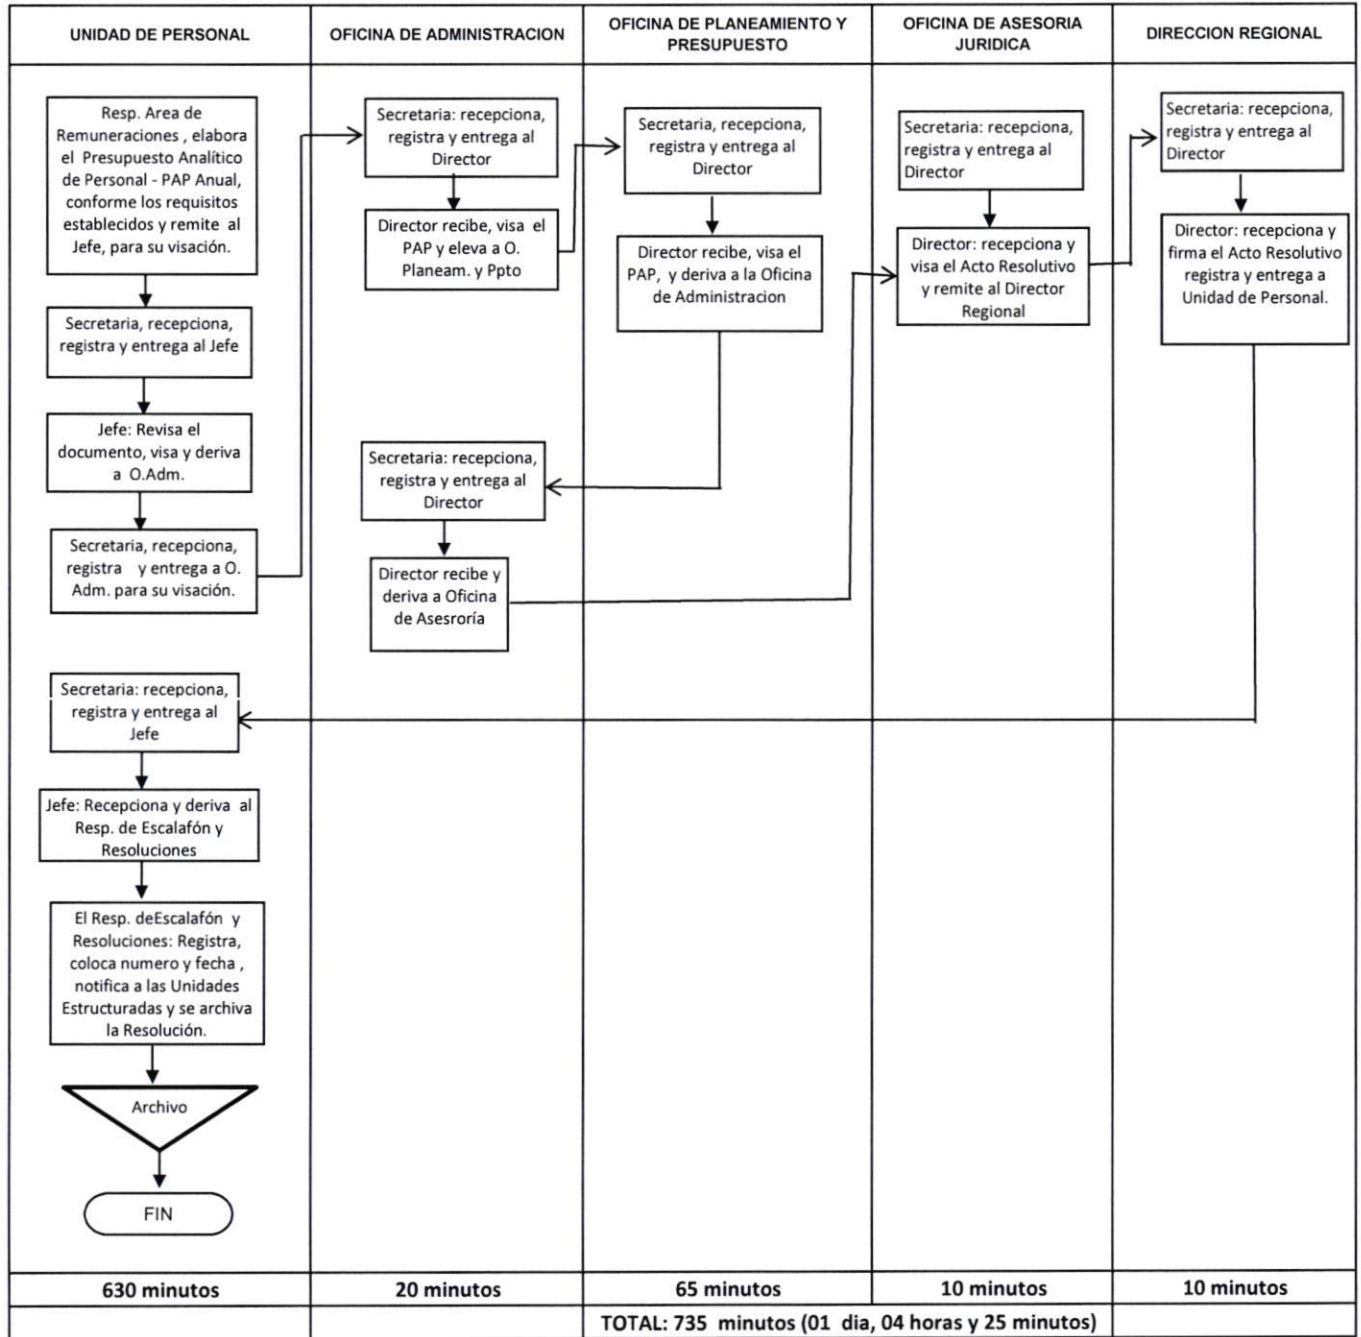 UNIDAD DE PERSONAL
OFICINA DE ADMINISTRACION
OFICINA DE PLANEAMIENTO Y
PRESUPUESTO
OFICINA DE ASESORIA
JURIDICA
DIRECCION REGIONAL
Resp. Area de
Remuneraciones , elabora
el Presupuesto Analítico
de Personal - PAP Anual,
conforme los requisitos
establecidos y remite al
Jefe, para su visación.
Secretaria, recepciona,
registra y entrega al Jefe
Jefe: Revisa el
documento, visa y deriva
a O.Adm.
Secretaria, recepciona,
registra y entrega a O.
Adm. para su visación.
Secretaria: recepciona,
registra y entrega al
Director
Director recibe, visa el
PAP y eleva a O.
Planeam. y Ppto
Secretaria, recepciona,
registra y entrega al
Director
Director recibe, visa el
PAP, y deriva a la Oficina
de Administracion
Secretaria: recepciona,
registra y entrega al
Director
Director recibe y
deriva a Oficina
de Asesroría
Secretaria: recepciona,
registra y entrega al
Director
Director: recepciona y
visa el Acto Resolutivo
y remite al Director
Regional
Secretaria: recepciona,
registra y entrega al
Director
Director: recepciona y
firma el Acto Resolutivo
registra y entrega a
Unidad de Personal.
Secretaria: recepciona,
registra y entrega al
Jefe
Jefe: Recepciona y deriva al
Resp. de Escalafón y
Resoluciones
El Resp. deEscalafón y
Resoluciones: Registra,
coloca numero y fecha ,
notifica a las Unidades
Estructuradas y se archiva
la Resolución.
Archivo
FIN
630 minutos
20 minutos
65 minutos
10 minutos
10 minutos
TOTAL: 735 minutos (01 dia, 04 horas y 25 minutos)